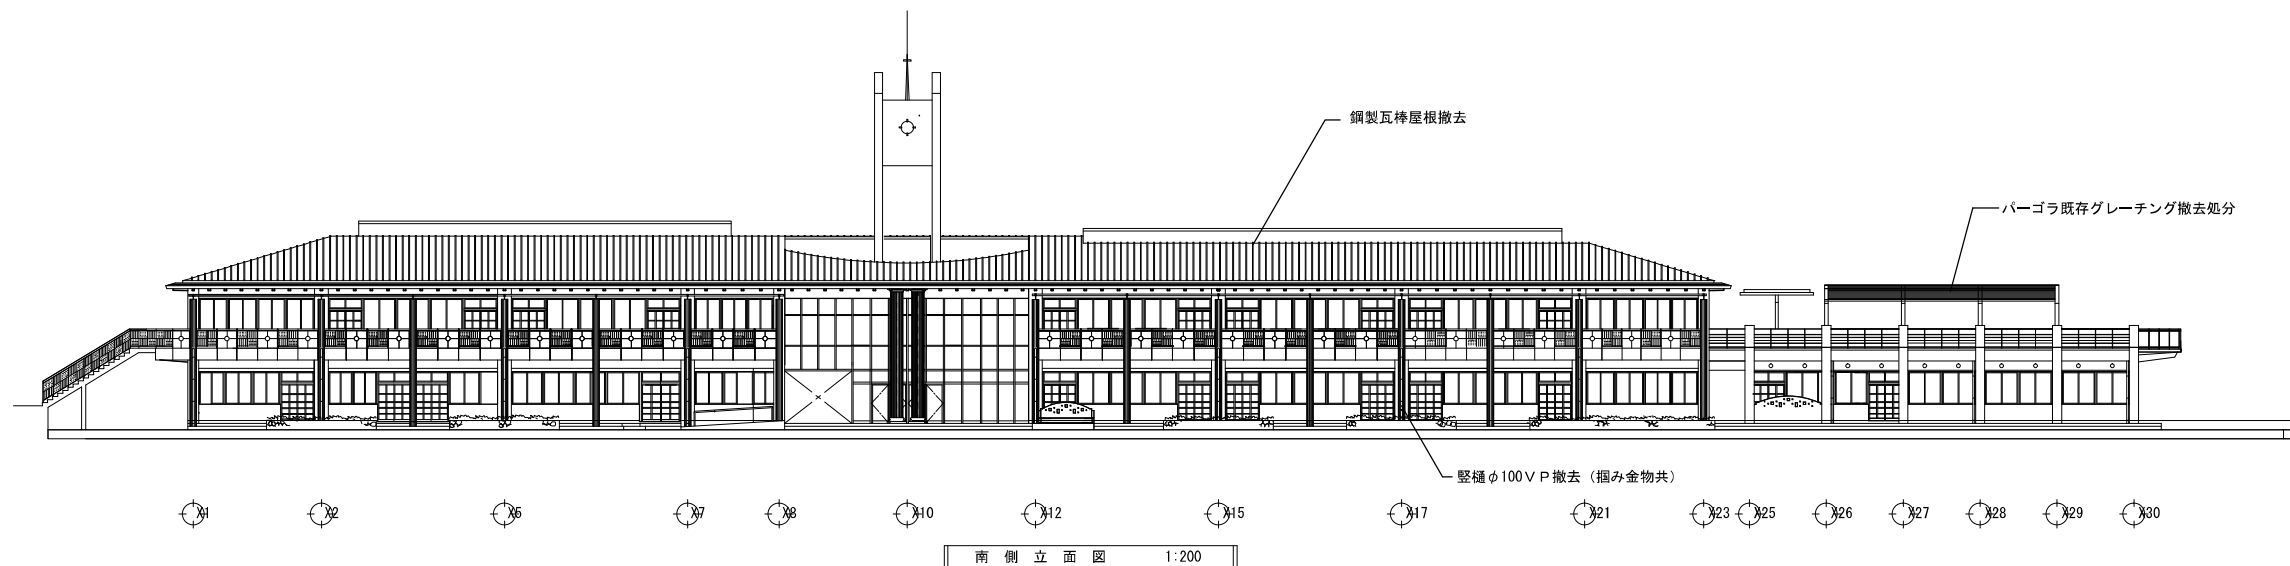 鋼製瓦棒屋根撤去
パーゴラ既存グレーチング撤去処分
竪樋φ100VP撤去(掴み金物共)
X1 X2 X5 X7 X8 X10 X12 X15 X17 X21 X23 X25 X26 X27 X28 X29 X30
南側立面図 1:200